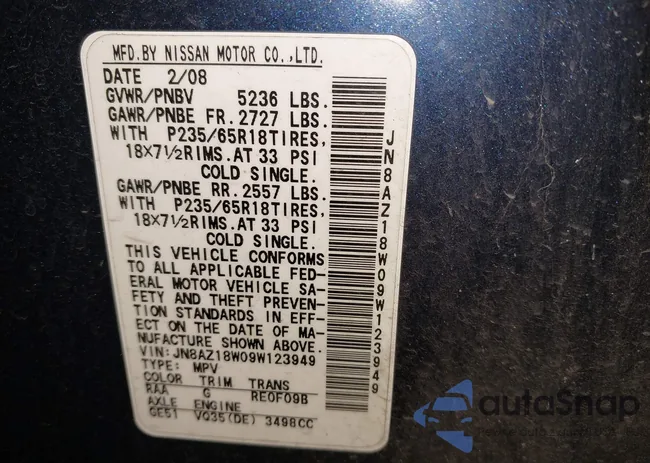 MFD.BY NISSAN MOTOR CO.,LTD.
DATE 2/08
GVWR/PNBV 5236 LBS.
GAWR/PNBE FR.2727 LBS.
WITH P235/65R18TIRES,
18X7½RIMS.AT 33 PSI
COLD SINGLE.
GAWR/PNBE RR.2557 LBS.
WITH P235/65R18TIRES,
18X7½RIMS.AT 33 PSI
COLD SINGLE.
THIS VEHICLE CONFORMS
TO ALL APPLICABLE FED-
ERAL MOTOR VEHICLE SA-
FETY AND THEFT PREVEN-
TION STANDARDS IN EFF-
ECT ON THE DATE OF MA-
NUFACTURE SHOWN ABOVE.
VIN:JN8AZ18W09W123949
TYPE: MPV
COLOR TRIM TRANS
RAA G RE0F09B
AXLE ENGINE
GE51 VQ35(DE) 3498CC
JN8AZ18W09W123949
autoSnap